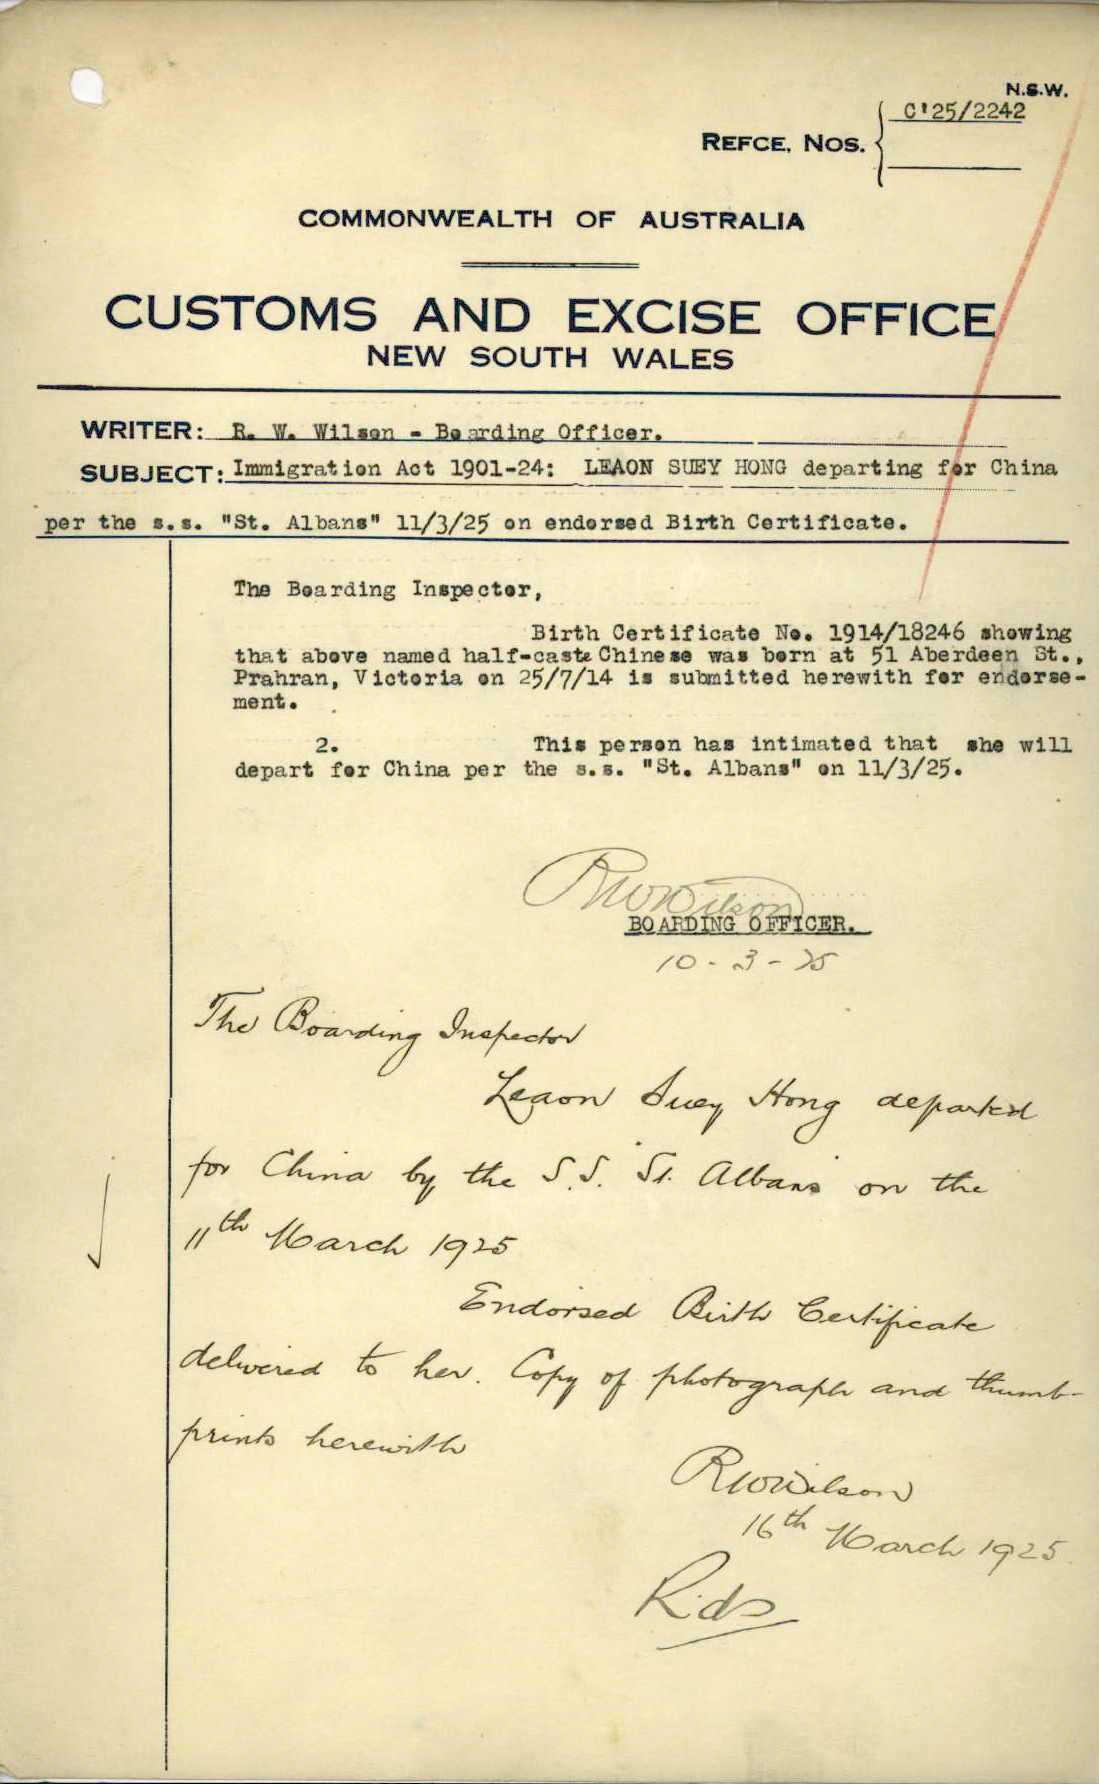 N.S.W.
REFCE. NOS. C'25/2242
COMMONWEALTH OF AUSTRALIA
CUSTOMS AND EXCISE OFFICE
NEW SOUTH WALES
WRITER: R. W. Wilson - Boarding Officer.
SUBJECT: Immigration Act 1901-24: LEAON SUEY HONG departing for China
per the s.s. "St. Albans" 11/3/25 on endorsed Birth Certificate.
The Boarding Inspector,
Birth Certificate No. 1914/18246 showing
that above named half-caste Chinese was born at 51 Aberdeen St.,
Prahran, Victoria on 25/7/14 is submitted herewith for endorse-
ment.
2. This person has intimated that she will
depart for China per the s.s. "St. Albans" on 11/3/25.
RWWilson
BOARDING OFFICER.
10-3-25
The Boarding Inspector
Leaon Suey Hong departed
for China by the S.S. St. Albans on the
11th March 1925
Endorsed Birth Certificate
delivered to her. Copy of photograph and thumb-
prints herewith
RWWilson
16th March 1925